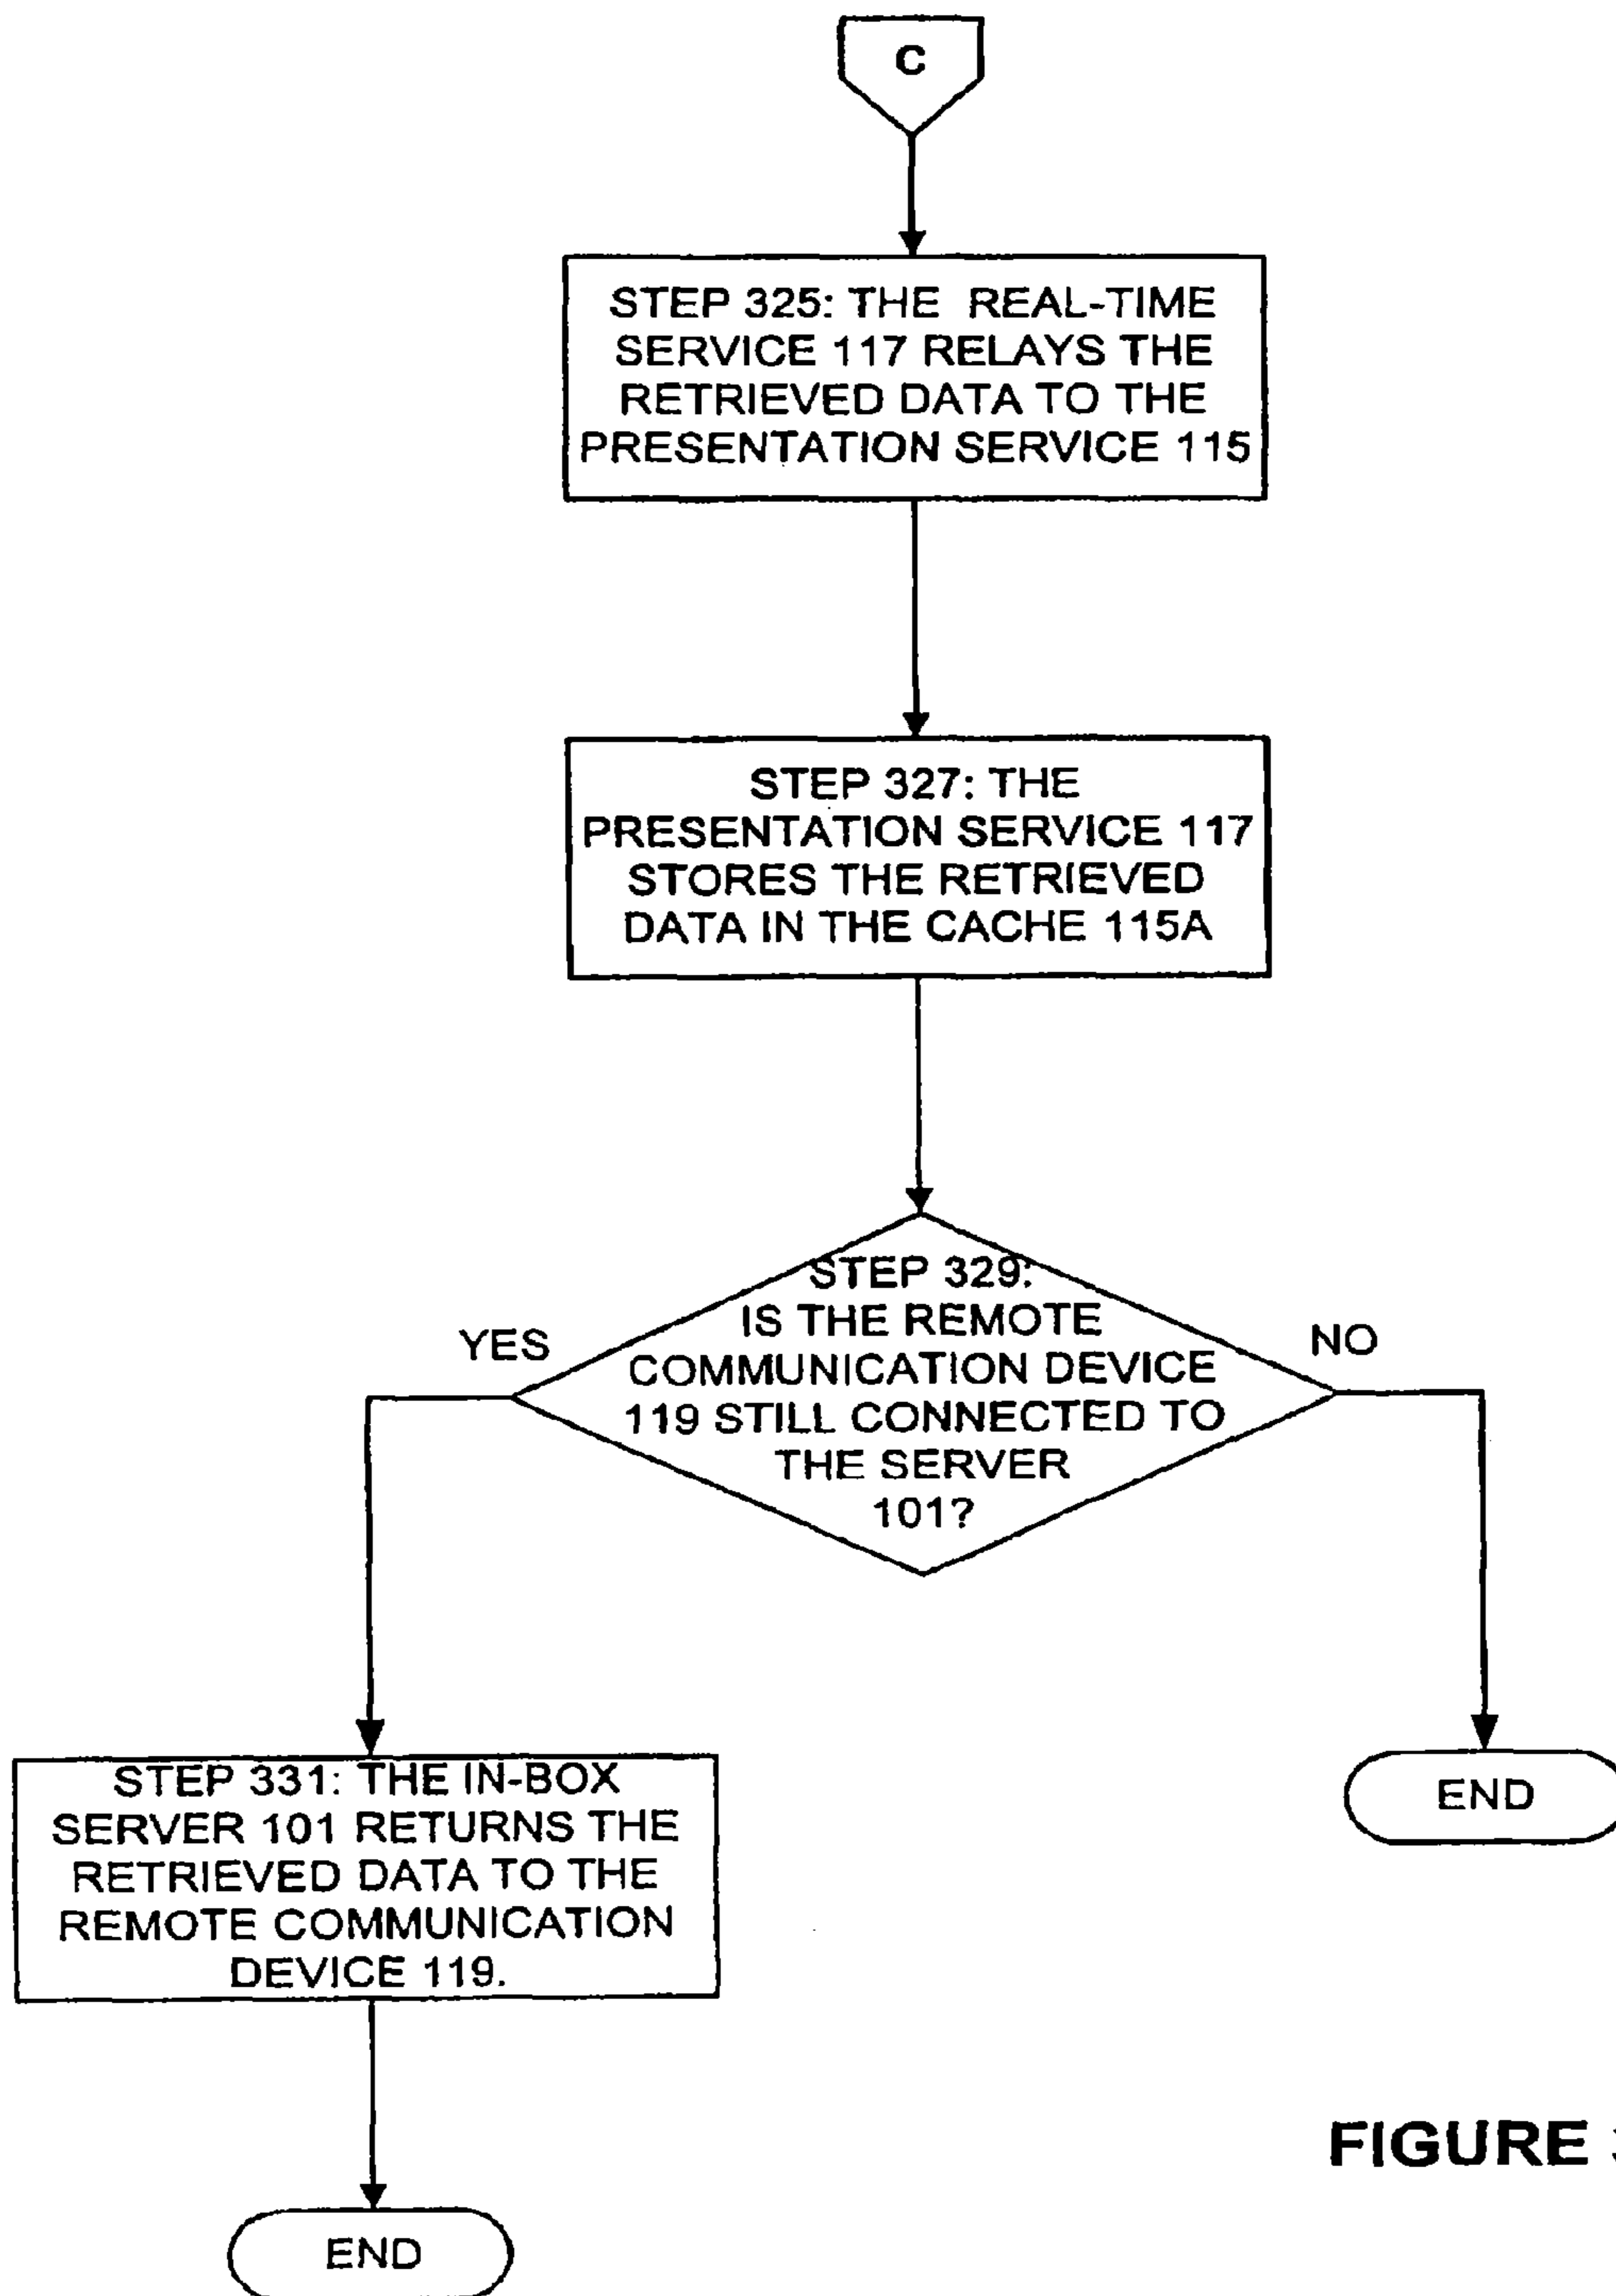 C
STEP 325: THE REAL-TIME
SERVICE 117 RELAYS THE
RETRIEVED DATA TO THE
PRESENTATION SERVICE 115
STEP 327: THE
PRESENTATION SERVICE 117
STORES THE RETRIEVED
DATA IN THE CACHE 115A
STEP 329:
IS THE REMOTE
COMMUNICATION DEVICE
119 STILL CONNECTED TO
THE SERVER
101?
YES
NO
STEP 331: THE IN-BOX
SERVER 101 RETURNS THE
RETRIEVED DATA TO THE
REMOTE COMMUNICATION
DEVICE 119.
END
END
FIGURE